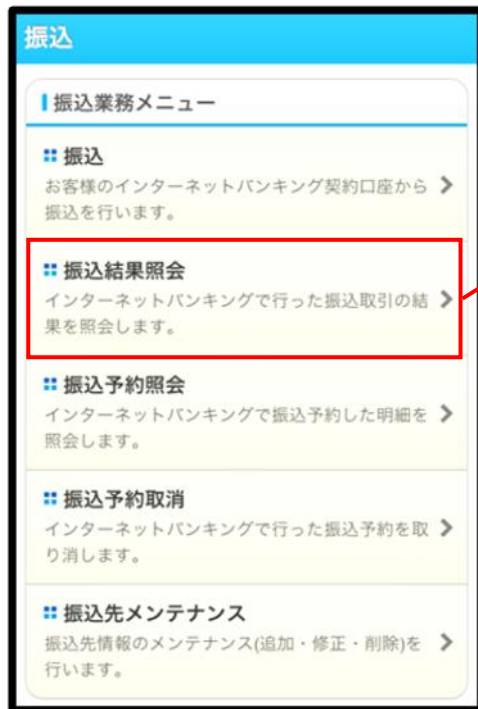 振込
振込業務メニュー
振込
お客様のインターネットバンキング契約口座から
振込を行います。
振込結果照会
インターネットバンキングで行った振込取引の結
果を照会します。
振込予約照会
インターネットバンキングで振込予約した明細を
照会します。
振込予約取消
インターネットバンキングで行った振込予約を取
り消します。
振込先メンテナンス
振込先情報のメンテナンス(追加・修正・削除)を
行います。